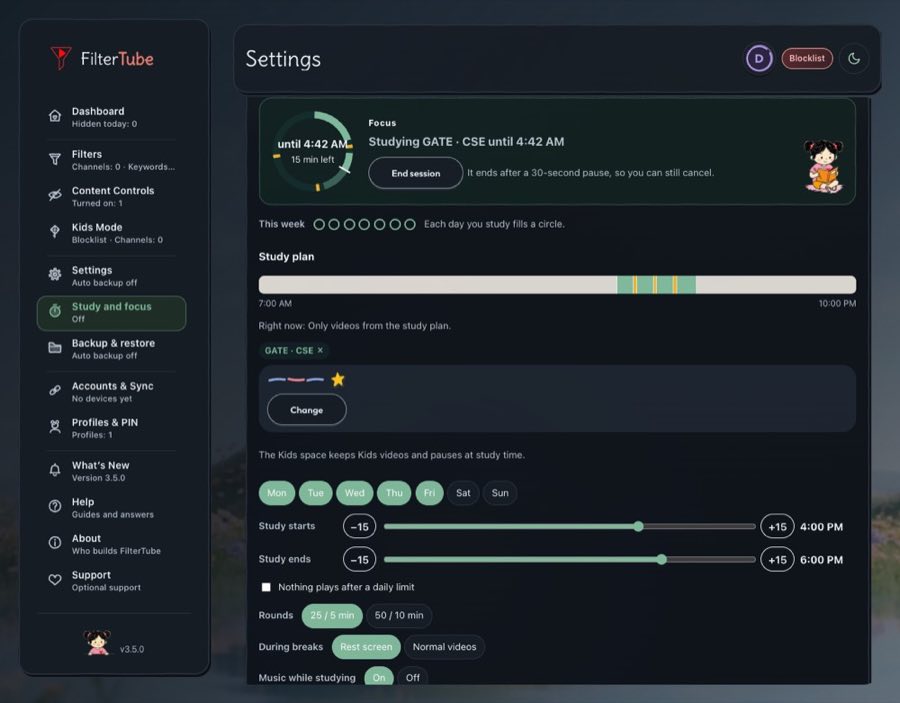 FilterTube
Dashboard
Hidden today: 0
Filters
Channels: 0 · Keywords...
Content Controls
Turned on: 1
Kids Mode
Blocklist · Channels: 0
Settings
Auto backup off
Study and focus
Off
Backup & restore
Auto backup off
Accounts & Sync
No devices yet
Profiles & PIN
Profiles: 1
What's New
Version 3.5.0
Help
Guides and answers
About
Who builds FilterTube
Support
Optional support
v3.5.0
Settings
D
Blocklist
until 4:42 AM
15 min left
Focus
Studying GATE · CSE until 4:42 AM
End session It ends after a 30-second pause, so you can still cancel.
This week Each day you study fills a circle.
Study plan
7:00 AM 10:00 PM
Right now: Only videos from the study plan.
GATE · CSE ×
Change
The Kids space keeps Kids videos and pauses at study time.
Mon Tue Wed Thu Fri Sat Sun
Study starts −15 +15 4:00 PM
Study ends −15 +15 6:00 PM
Nothing plays after a daily limit
Rounds 25 / 5 min 50 / 10 min
During breaks Rest screen Normal videos
Music while studying On Off